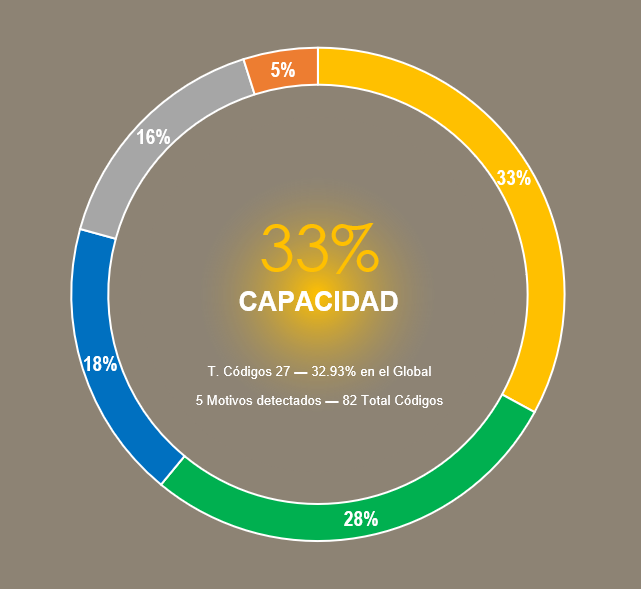 5%
16%
33%
33%
CAPACIDAD
18%
T. Códigos 27 — 32.93% en el Global
5 Motivos detectados — 82 Total Códigos
28%